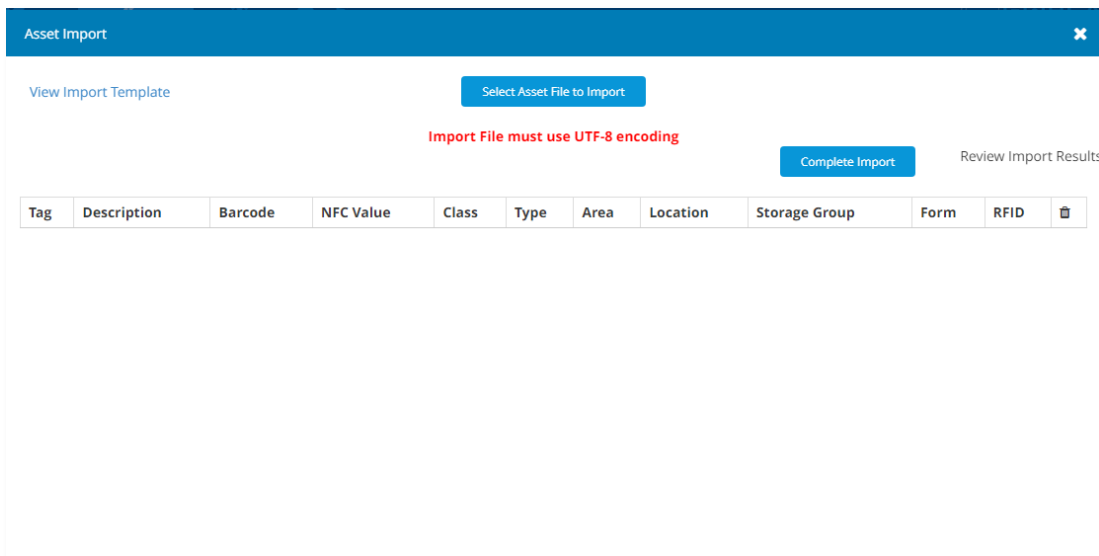 Asset Import
View Import Template
Select Asset File to Import
Import File must use UTF-8 encoding
Complete Import
Review Import Results
Tag Description Barcode NFC Value Class Type Area Location Storage Group Form RFID